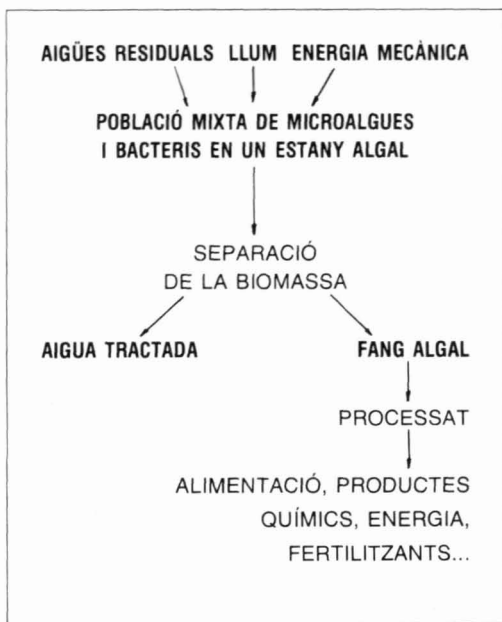 AIGÜES RESIDUALS LLUM ENERGIA MECÀNICA
POBLACIÓ MIXTA DE MICROALGUES
I BACTERIS EN UN ESTANY ALGAL
SEPARACIÓ
DE LA BIOMASSA
AIGUA TRACTADA FANG ALGAL
PROCESSAT
ALIMENTACIÓ, PRODUCTES
QUÍMICS, ENERGIA,
FERTILITZANTS...